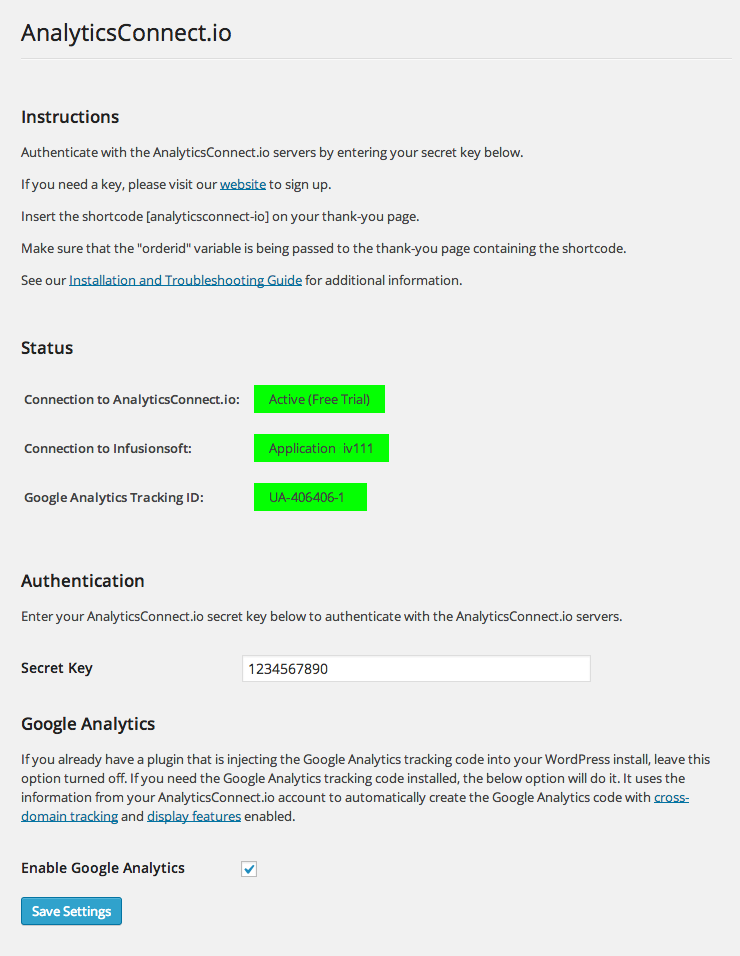 AnalyticsConnect.io
Instructions
Authenticate with the AnalyticsConnect.io servers by entering your secret key below.
If you need a key, please visit our website to sign up.
Insert the shortcode [analyticsconnect-io] on your thank-you page.
Make sure that the "orderid" variable is being passed to the thank-you page containing the shortcode.
See our Installation and Troubleshooting Guide for additional information.
Status
Connection to AnalyticsConnect.io: Active (Free Trial)
Connection to Infusionsoft: Application iv111
Google Analytics Tracking ID: UA-406406-1
Authentication
Enter your AnalyticsConnect.io secret key below to authenticate with the AnalyticsConnect.io servers.
Secret Key 1234567890
Google Analytics
If you already have a plugin that is injecting the Google Analytics tracking code into your WordPress install, leave this
option turned off. If you need the Google Analytics tracking code installed, the below option will do it. It uses the
information from your AnalyticsConnect.io account to automatically create the Google Analytics code with cross-
domain tracking and display features enabled.
Enable Google Analytics
Save Settings